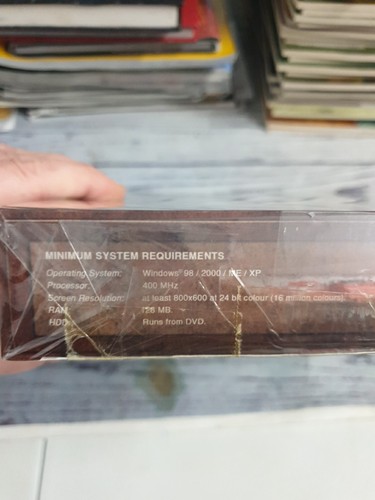 MINIMUM SYSTEM REQUIREMENTS
Operating System: Windows® 98 / 2000 / ME / XP
Processor: 400 MHz
Screen Resolution: at least 800x600 at 24 bit colour (16 million colours)
RAM 128 MB
HDD Runs from DVD.